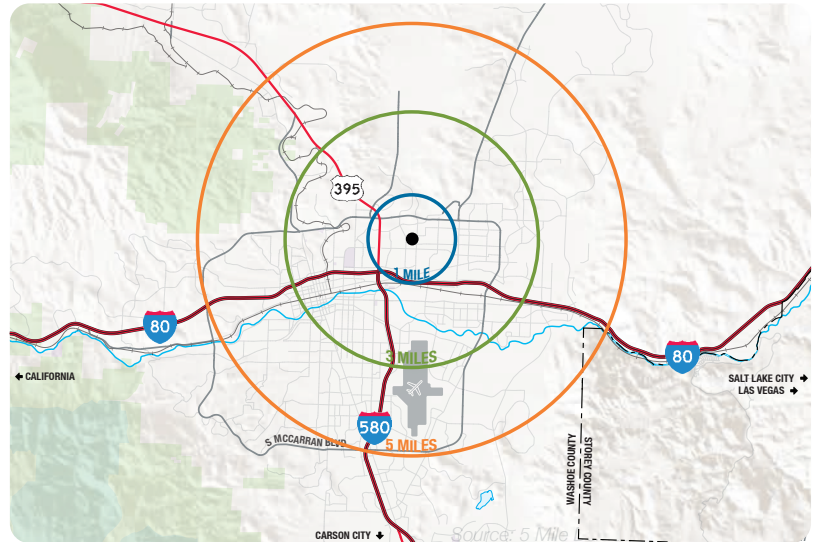 395
1 MILE
80
3 MILES
80
CALIFORNIA
SALT LAKE CITY
LAS VEGAS
580
S MCCARRAN BLVD
5 MILES
WASHOE COUNTY
STOREY COUNTY
CARSON CITY
Source: 5 Mile